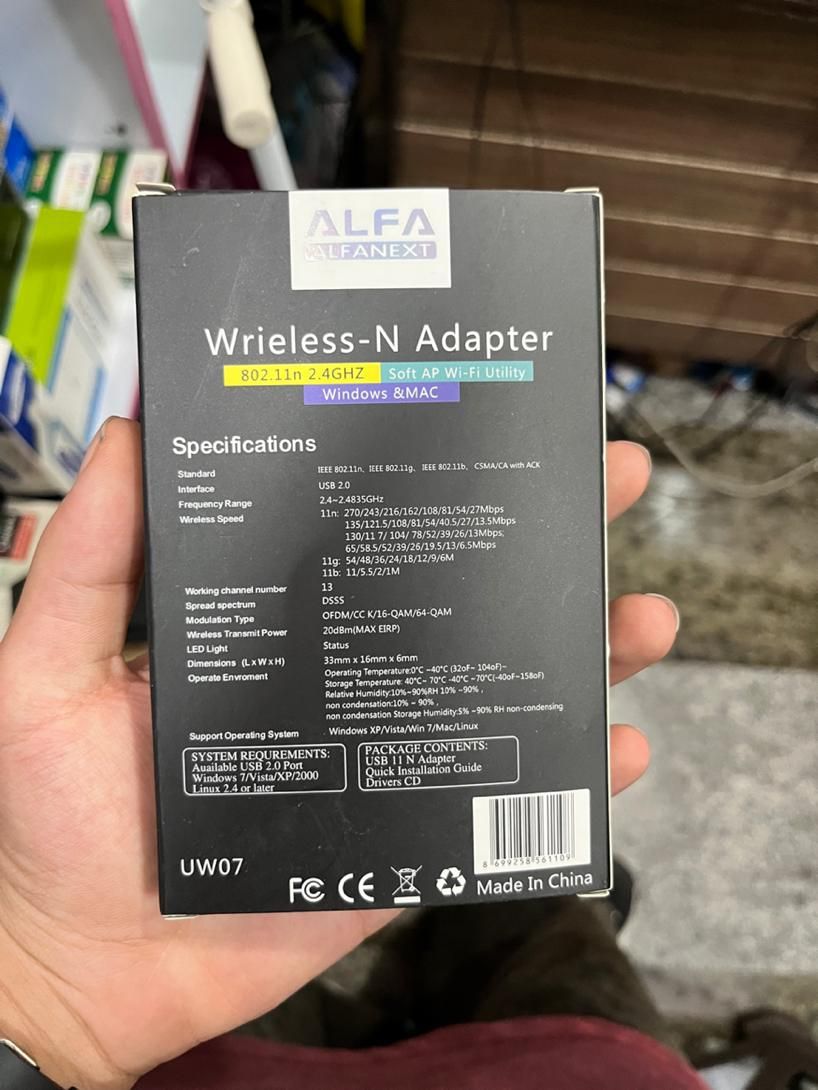 ALFA
ALFANEXT
Wrieless-N Adapter
802.11n 2.4GHZ Soft AP Wi-Fi Utility
Windows &MAC
Specifications
Standard IEEE 802.11n、IEEE 802.11g、 IEEE 802.11b、 CSMA/CA with ACK
Interface USB 2.0
Frequency Range 2.4~2.4835GHz
Wireless Speed 11n: 270/243/216/162/108/81/54/27Mbps
135/121.5/108/81/54/40.5/27/13.5Mbps
130/11 7/ 104/ 78/52/39/26/13Mbps;
65/58.5/52/39/26/19.5/13/6.5Mbps
11g: 54/48/36/24/18/12/9/6M
11b: 11/5.5/2/1M
Working channel number 13
Spread spectrum DSSS
Modulation Type OFDM/CC K/16-QAM/64-QAM
Wireless Transmit Power 20dBm(MAX EIRP)
LED Light Status
Dimensions (L x W x H) 33mm x 16mm x 6mm
Operate Enviroment Operating Temperature:0°C ~40°C (32oF~ 104oF)~
Storage Temperature: 40°C~ 70°C -40°C ~70°C(-40oF~158oF)
Relative Humidity:10%~90%RH 10% ~90% ,
non condensation:10% ~ 90% ,
non condensation Storage Humidity:5% ~90% RH non-condensing
Support Operating System Windows XP/Vista/Win 7/Mac/Linux
SYSTEM REQUREMENTS:
Auailable USB 2.0 Port
Windows 7/Vista/XP/2000
Linux 2.4 or later
PACKAGE CONTENTS:
USB 11 N Adapter
Quick Installation Guide
Drivers CD
8 699258 561109
UW07
FC CE Made In China